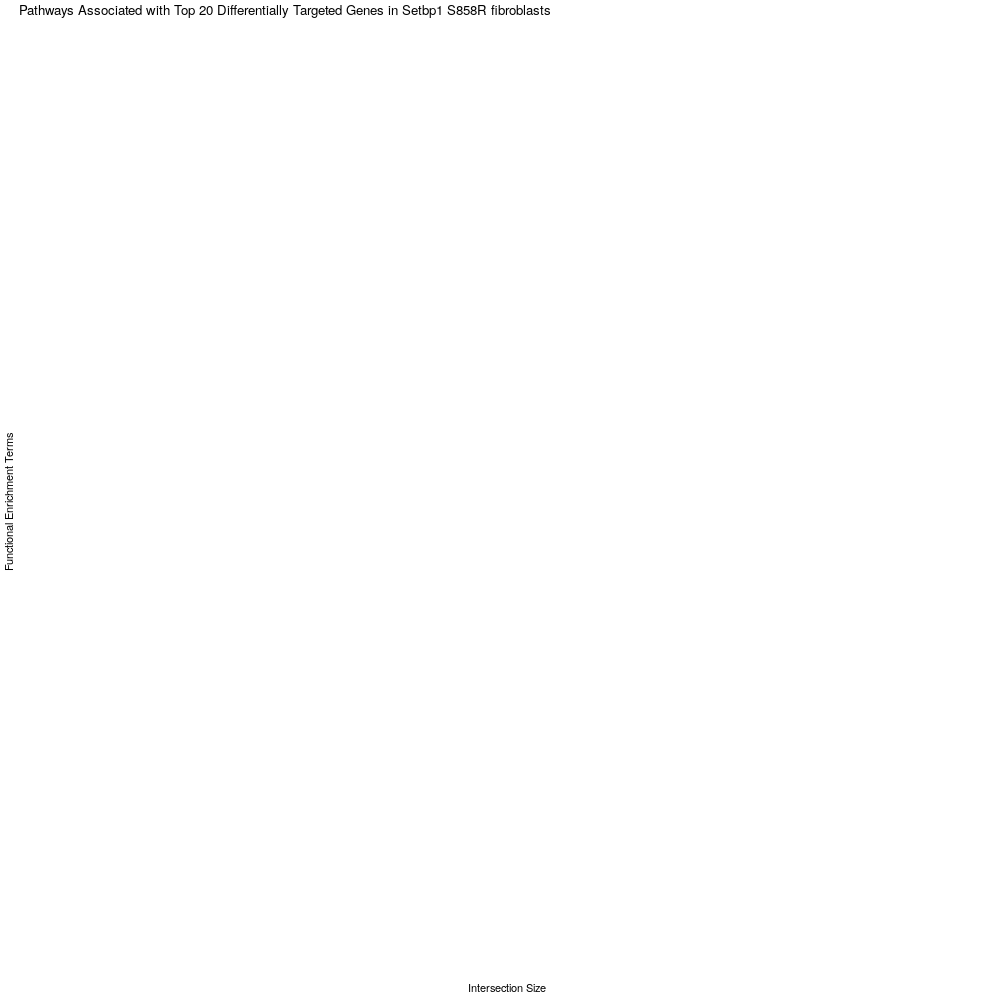 Pathways Associated with Top 20 Differentially Targeted Genes in Setbp1 S858R fibroblasts
Functional Enrichment Terms
Intersection Size